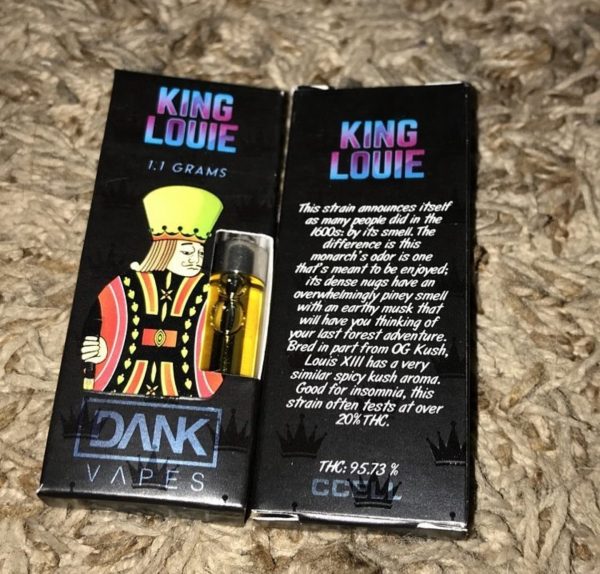 KING
LOUIE
1.1 GRAMS
DANK
VAPES
KING
LOUIE
This strain announces itself
as many people did in the
1600s: by its smell. The
difference is this
monarch's odor is one
that's meant to be enjoyed;
its dense nugs have an
overwhelmingly piney smell
with an earthy musk that
will have you thinking of
your last forest adventure.
Bred in part from OG Kush,
Louis XIII has a very
similar spicy kush aroma.
Good for insomnia, this
strain often tests at over
20% THC.
THC: 95.73 %
CCELL